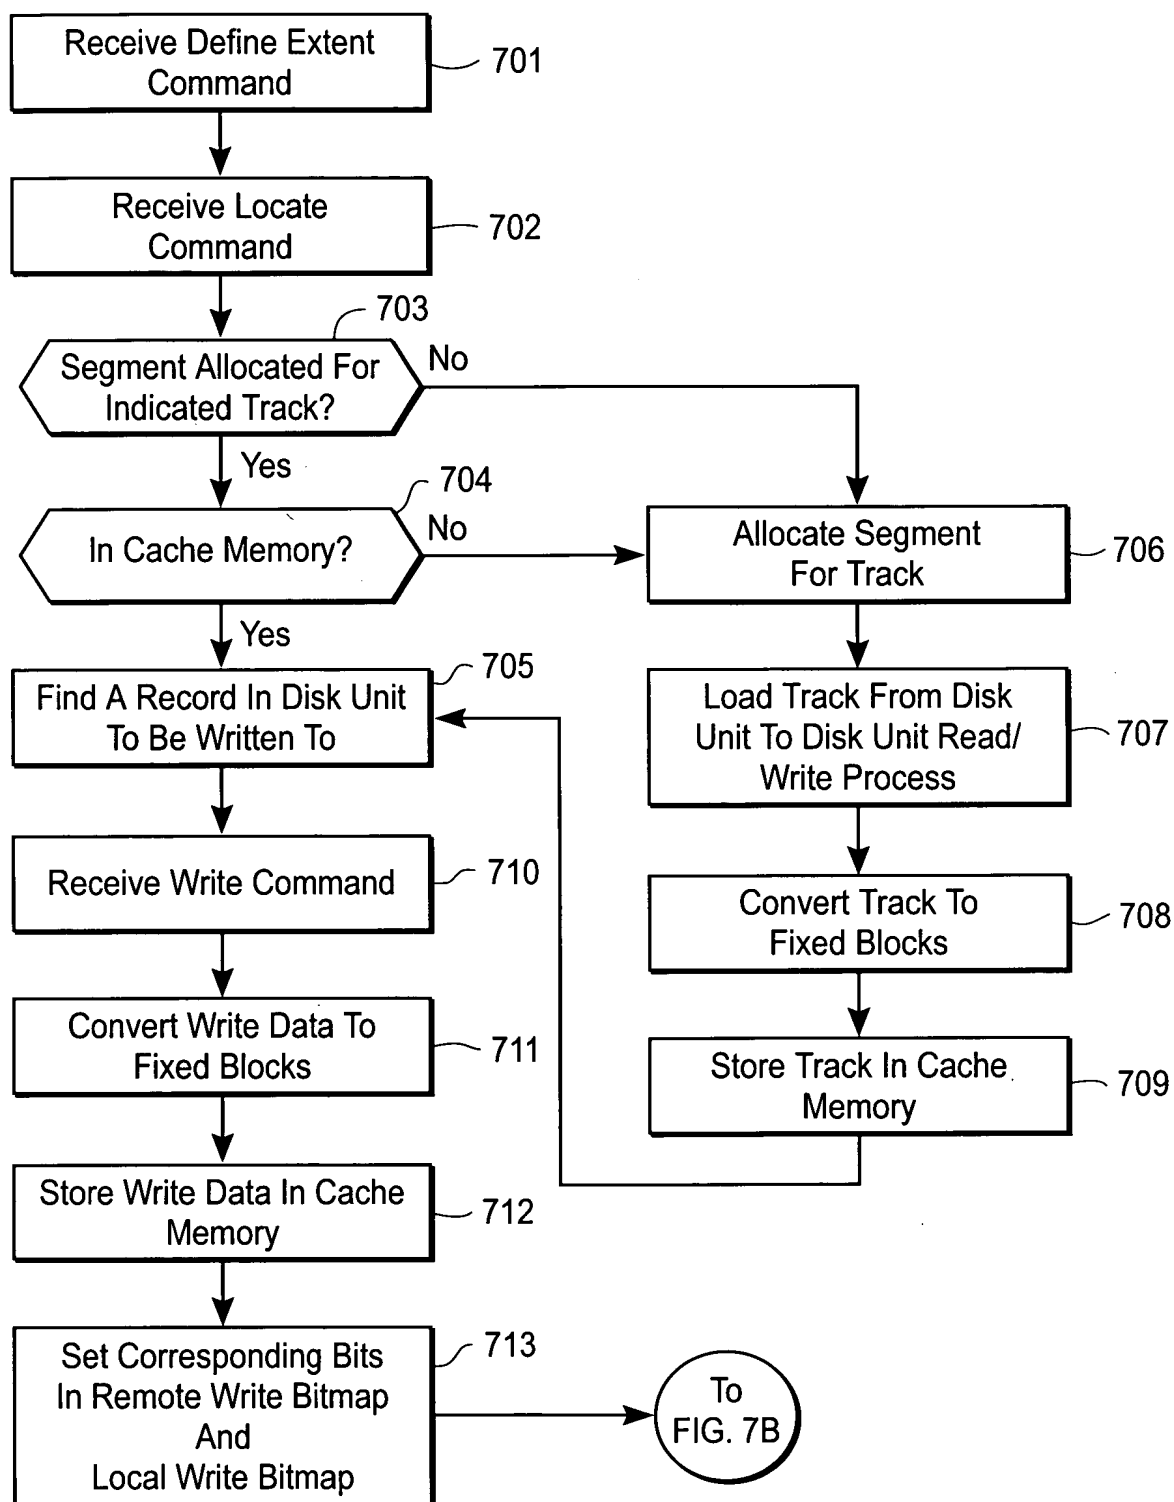 Receive Define Extent
Command
701
Receive Locate
Command
702
703
Segment Allocated For
Indicated Track?
No
Yes
704
In Cache Memory?
No
Yes
Allocate Segment
For Track
706
705
Find A Record In Disk Unit
To Be Written To
Load Track From Disk
Unit To Disk Unit Read/
Write Process
707
Receive Write Command
710
Convert Track To
Fixed Blocks
708
Convert Write Data To
Fixed Blocks
711
Store Track In Cache
Memory
709
Store Write Data In Cache
Memory
712
Set Corresponding Bits
In Remote Write Bitmap
And
Local Write Bitmap
713
To
FIG. 7B